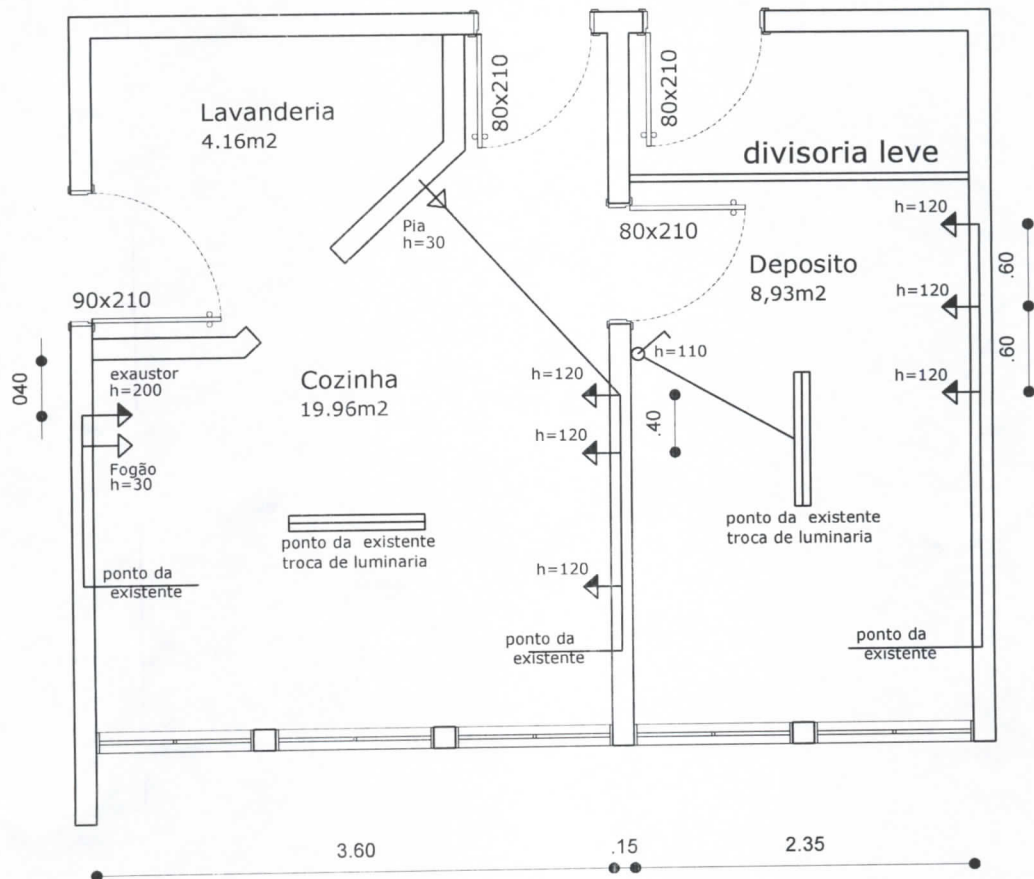 80x210
80x210
Lavanderia
4.16m2
divisoria leve
Pia
h=30
80x210
h=120
.60
Deposito
8,93m2
h=120
90x210
.60
h=110
040
exaustor
h=200
Cozinha
19.96m2
h=120
h=120
.40
h=120
Fogão
h=30
ponto da existente
troca de luminaria
ponto da existente
troca de luminaria
h=120
ponto da
existente
ponto da
existente
ponto da
existente
3.60
.15
2.35